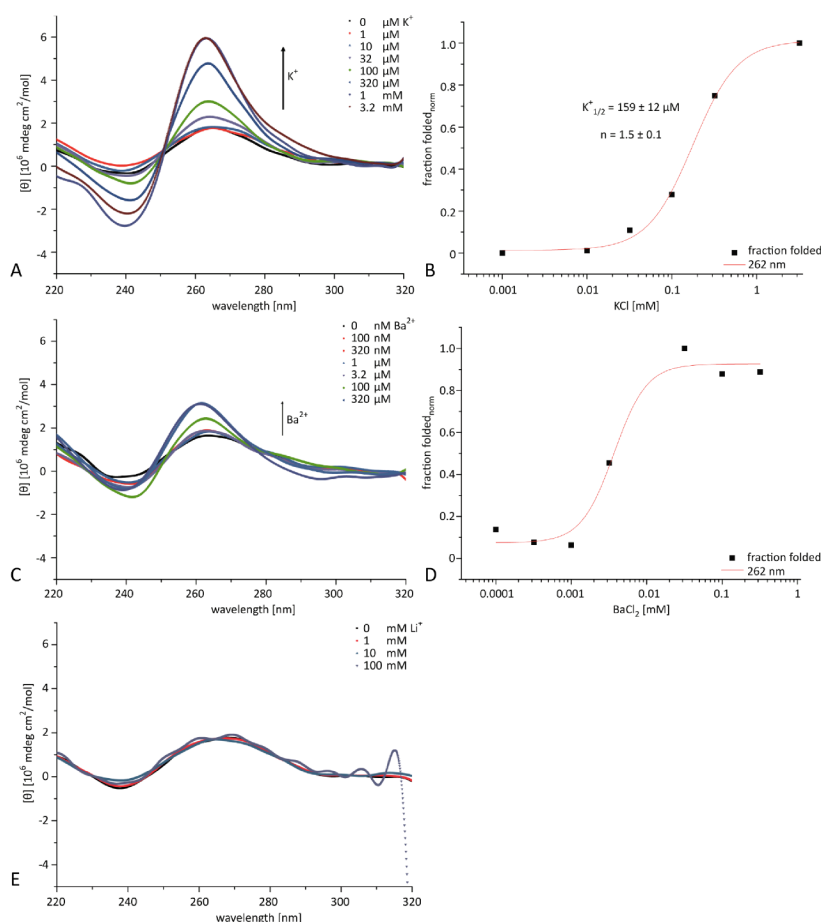 0 μM K⁺
1 μM
10 μM
32 μM
100 μM
320 μM
1 mM
3.2 mM
K⁺
6
4
2
0
-2
-4
[θ] [10⁶ mdeg cm²/mol]
220 240 260 280 300 320
wavelength [nm]
A
1.0
0.8
0.6
0.4
0.2
0
fraction folded_norm
K⁺_1/2 = 159 ± 12 μM
n = 1.5 ± 0.1
fraction folded
262 nm
0.001 0.01 0.1 1
KCl [mM]
B
0 nM Ba²⁺
100 nM
320 nM
1 μM
3.2 μM
100 μM
320 μM
Ba²⁺
6
4
2
0
-2
-4
[θ] [10⁶ mdeg cm²/mol]
220 240 260 280 300 320
wavelength [nm]
C
1.0
0.8
0.6
0.4
0.2
0
fraction folded_norm
fraction folded
262 nm
0.0001 0.001 0.01 0.1 1
BaCl₂ [mM]
D
0 mM Li⁺
1 mM
10 mM
100 mM
6
4
2
0
-2
-4
[θ] [10⁶ mdeg cm²/mol]
220 240 260 280 300 320
wavelength [nm]
E